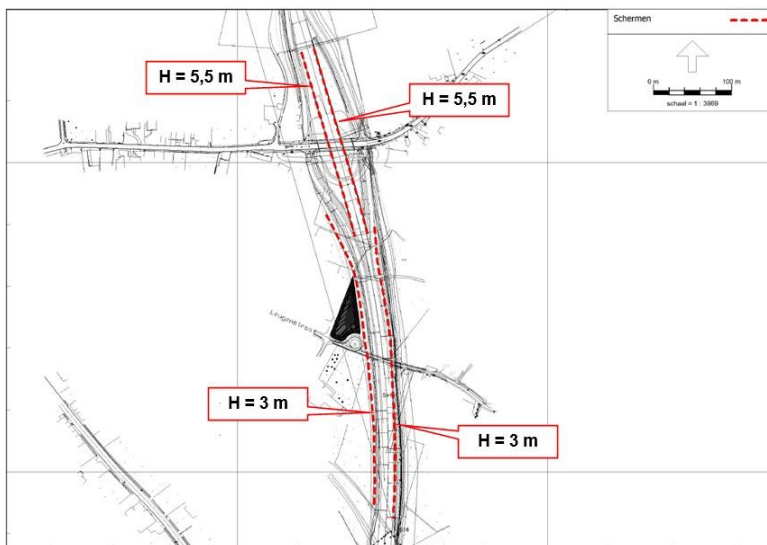 Schermen
0 m 100 m
schaal = 1 : 3969
H = 5,5 m
H = 5,5 m
H = 3 m
H = 3 m